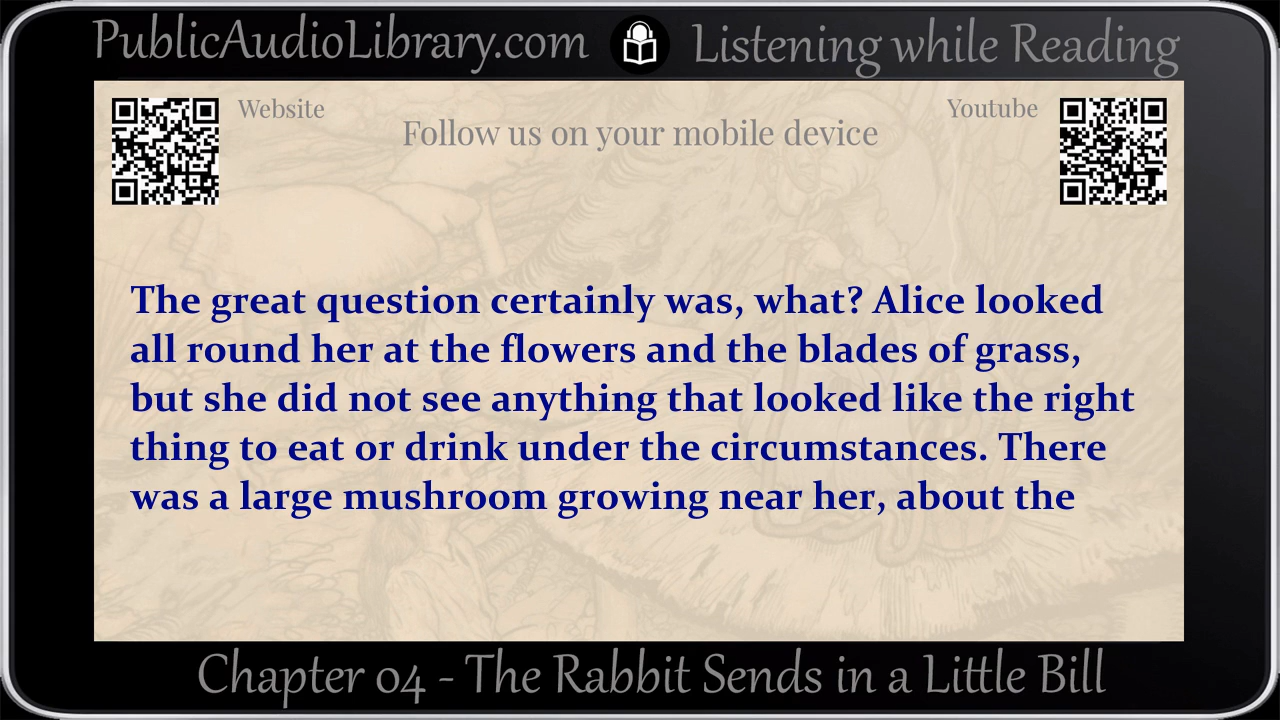 PublicAudioLibrary.com Listening while Reading
Website
Youtube
Follow us on your mobile device
The great question certainly was, what? Alice looked
all round her at the flowers and the blades of grass,
but she did not see anything that looked like the right
thing to eat or drink under the circumstances. There
was a large mushroom growing near her, about the
Chapter 04 - The Rabbit Sends in a Little Bill